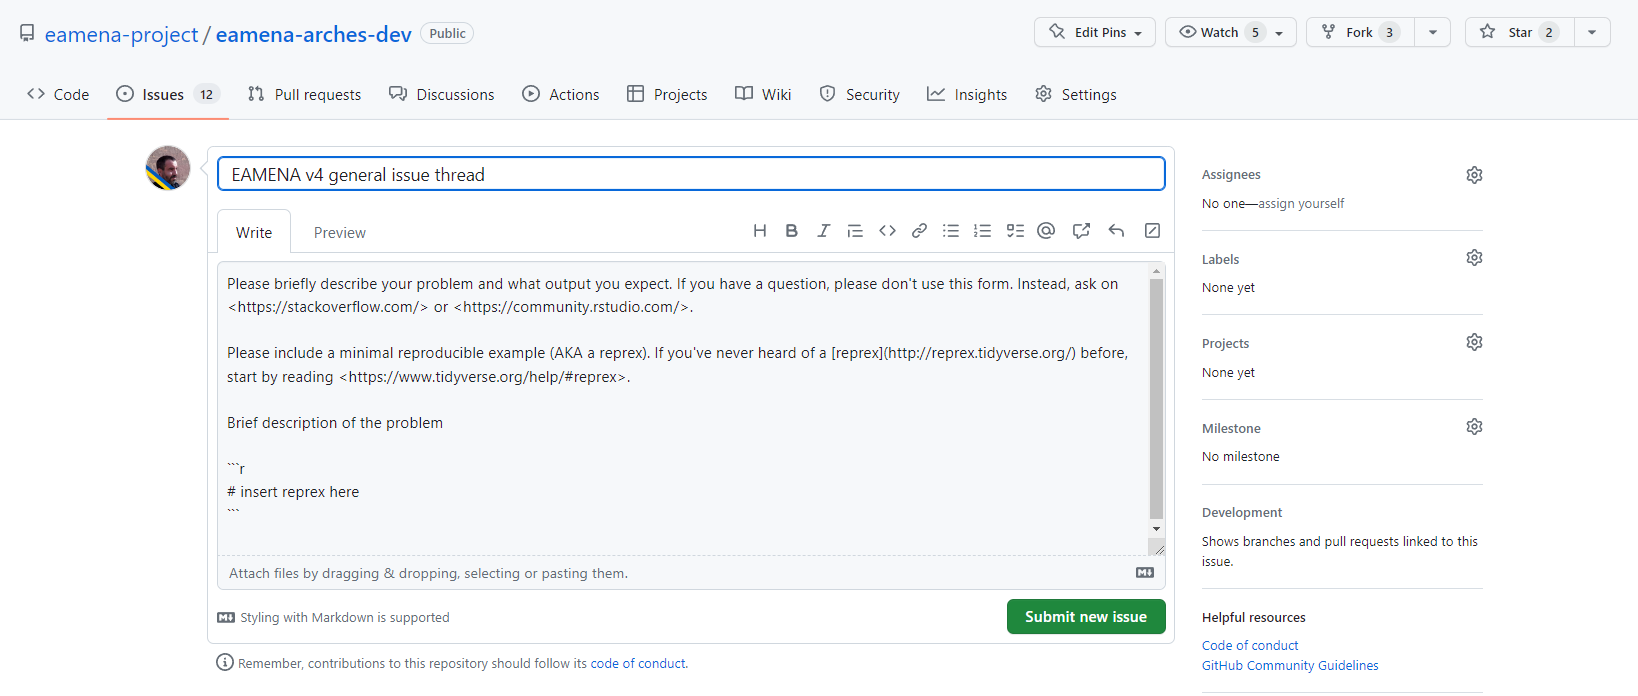 eamena-project / eamena-arches-dev Public
Edit Pins Watch 5 Fork 3 Star 2
Code Issues 12 Pull requests Discussions Actions Projects Wiki Security Insights Settings
EAMENA v4 general issue thread
Write Preview
Please briefly describe your problem and what output you expect. If you have a question, please don't use this form. Instead, ask on
<https://stackoverflow.com/> or <https://community.rstudio.com/>.
Please include a minimal reproducible example (AKA a reprex). If you've never heard of a [reprex](http://reprex.tidyverse.org/) before,
start by reading <https://www.tidyverse.org/help/#reprex>.
Brief description of the problem
```r
# insert reprex here
```
Attach files by dragging & dropping, selecting or pasting them.
Styling with Markdown is supported
Submit new issue
Remember, contributions to this repository should follow its code of conduct.
Assignees
No one—assign yourself
Labels
None yet
Projects
None yet
Milestone
No milestone
Development
Shows branches and pull requests linked to this
issue.
Helpful resources
Code of conduct
GitHub Community Guidelines